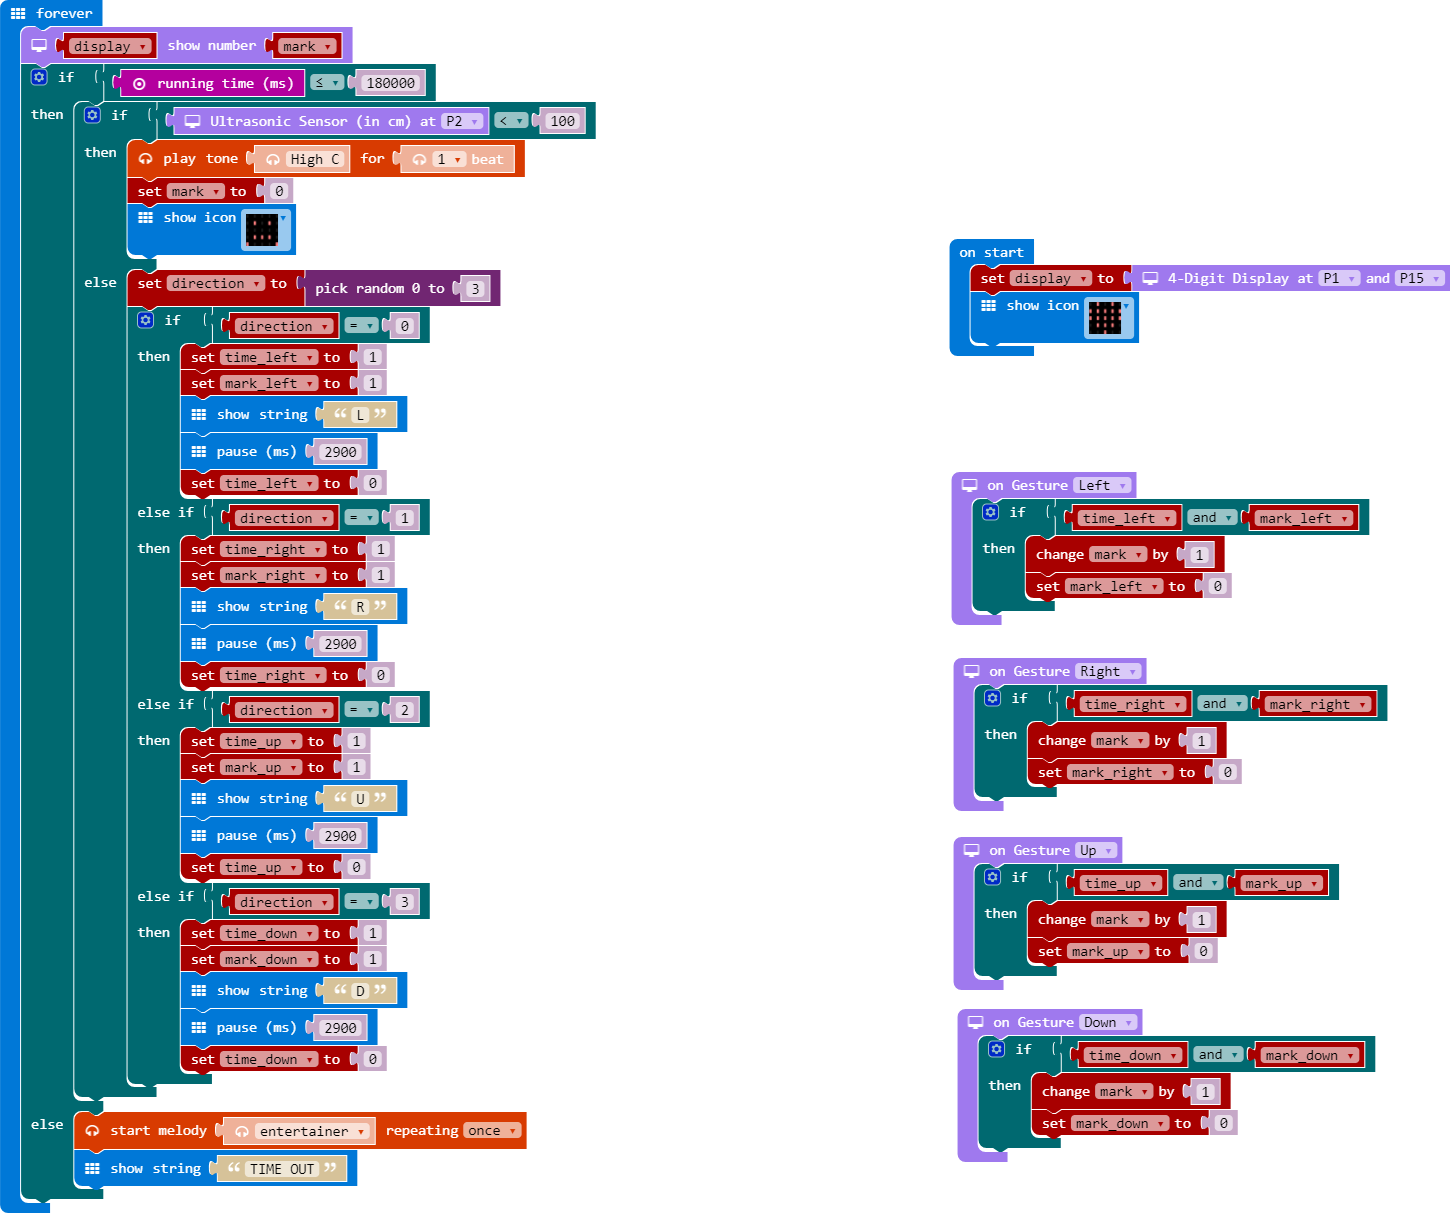 forever
display show number mark
if running time (ms) ≤ 180000
then if Ultrasonic Sensor (in cm) at P2 < 100
then play tone High C for 1 beat
set mark to 0
show icon
else set direction to pick random 0 to 3
if direction = 0
then set time_left to 1
set mark_left to 1
show string “ L ”
pause (ms) 2900
set time_left to 0
else if direction = 1
then set time_right to 1
set mark_right to 1
show string “ R ”
pause (ms) 2900
set time_right to 0
else if direction = 2
then set time_up to 1
set mark_up to 1
show string “ U ”
pause (ms) 2900
set time_up to 0
else if direction = 3
then set time_down to 1
set mark_down to 1
show string “ D ”
pause (ms) 2900
set time_down to 0
else start melody entertainer repeating once
show string “ TIME OUT ”
on start
set display to 4-Digit Display at P1 and P15
show icon
on Gesture Left
if time_left and mark_left
then change mark by 1
set mark_left to 0
on Gesture Right
if time_right and mark_right
then change mark by 1
set mark_right to 0
on Gesture Up
if time_up and mark_up
then change mark by 1
set mark_up to 0
on Gesture Down
if time_down and mark_down
then change mark by 1
set mark_down to 0